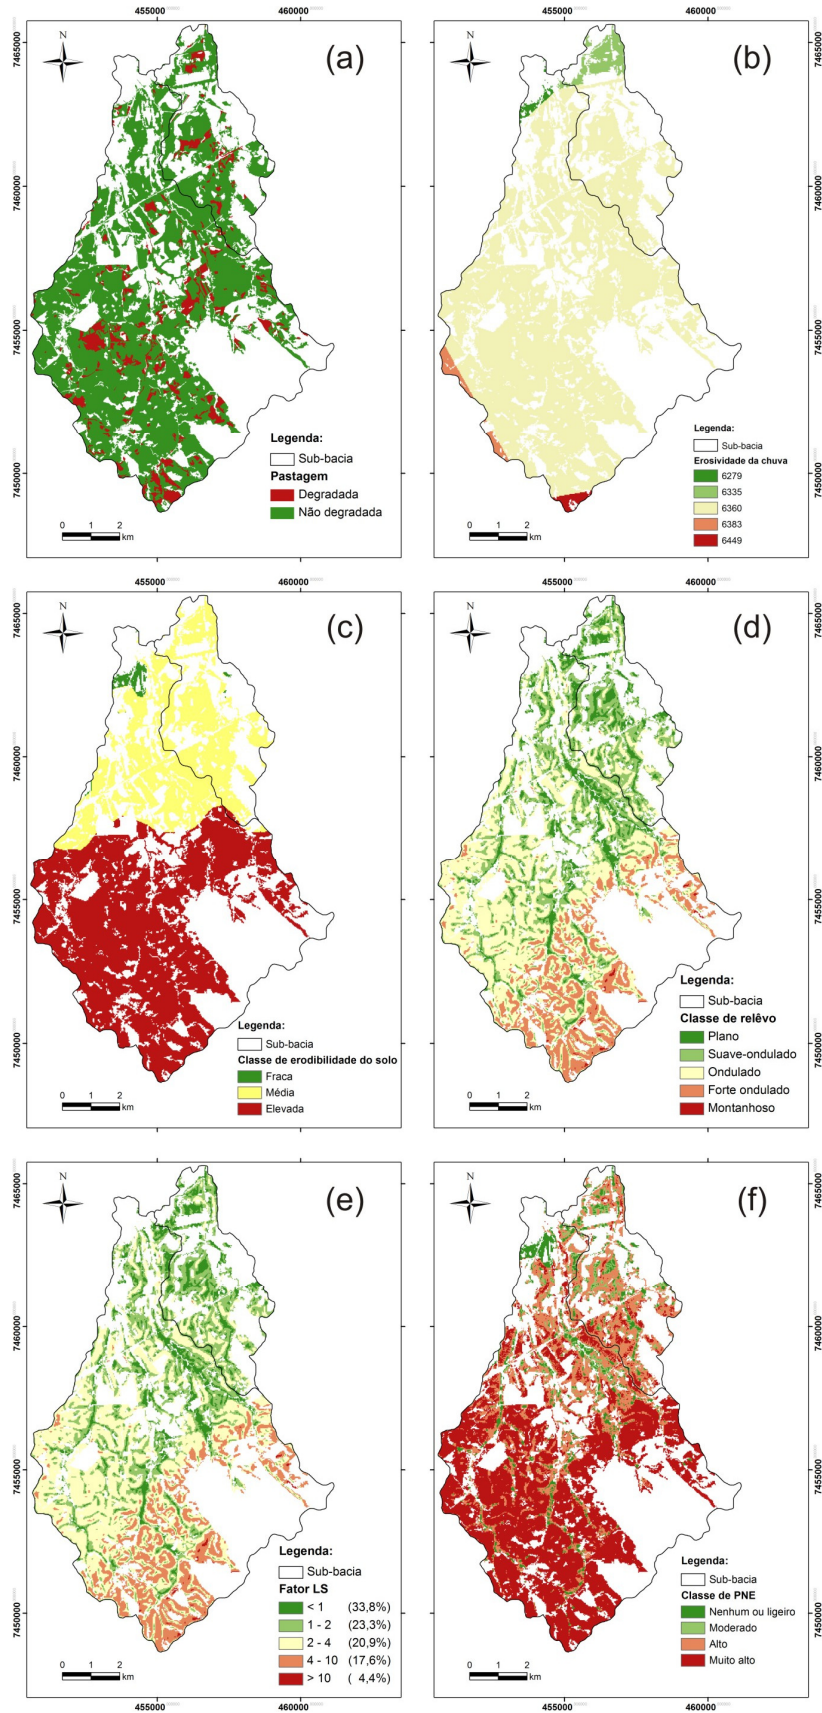 455000 460000
455000 460000
N
(a)
N
(b)
7465000
7465000
7460000
7460000
7455000
7455000
7450000
7450000
Legenda:
Sub-bacia
Pastagem
Degradada
Não degradada
0 1 2
km
Legenda:
Sub-bacia
Erosividade da chuva
6279
6335
6360
6383
6449
0 1 2
km
455000 460000
455000 460000
N
(c)
N
(d)
7465000
7465000
7460000
7460000
7455000
7455000
7450000
7450000
Legenda:
Sub-bacia
Classe de erodibilidade do solo
Fraca
Média
Elevada
0 1 2
km
Legenda:
Sub-bacia
Classe de relêvo
Plano
Suave-ondulado
Ondulado
Forte ondulado
Montanhoso
0 1 2
km
N
(e)
N
(f)
7465000
7465000
7460000
7460000
7455000
7455000
7450000
7450000
Legenda:
Sub-bacia
Fator LS
< 1 (33,8%)
1 - 2 (23,3%)
2 - 4 (20,9%)
4 - 10 (17,6%)
> 10 ( 4,4%)
0 1 2
km
Legenda:
Sub-bacia
Classe de PNE
Nenhum ou ligeiro
Moderado
Alto
Muito alto
0 1 2
km
455000 460000
455000 460000